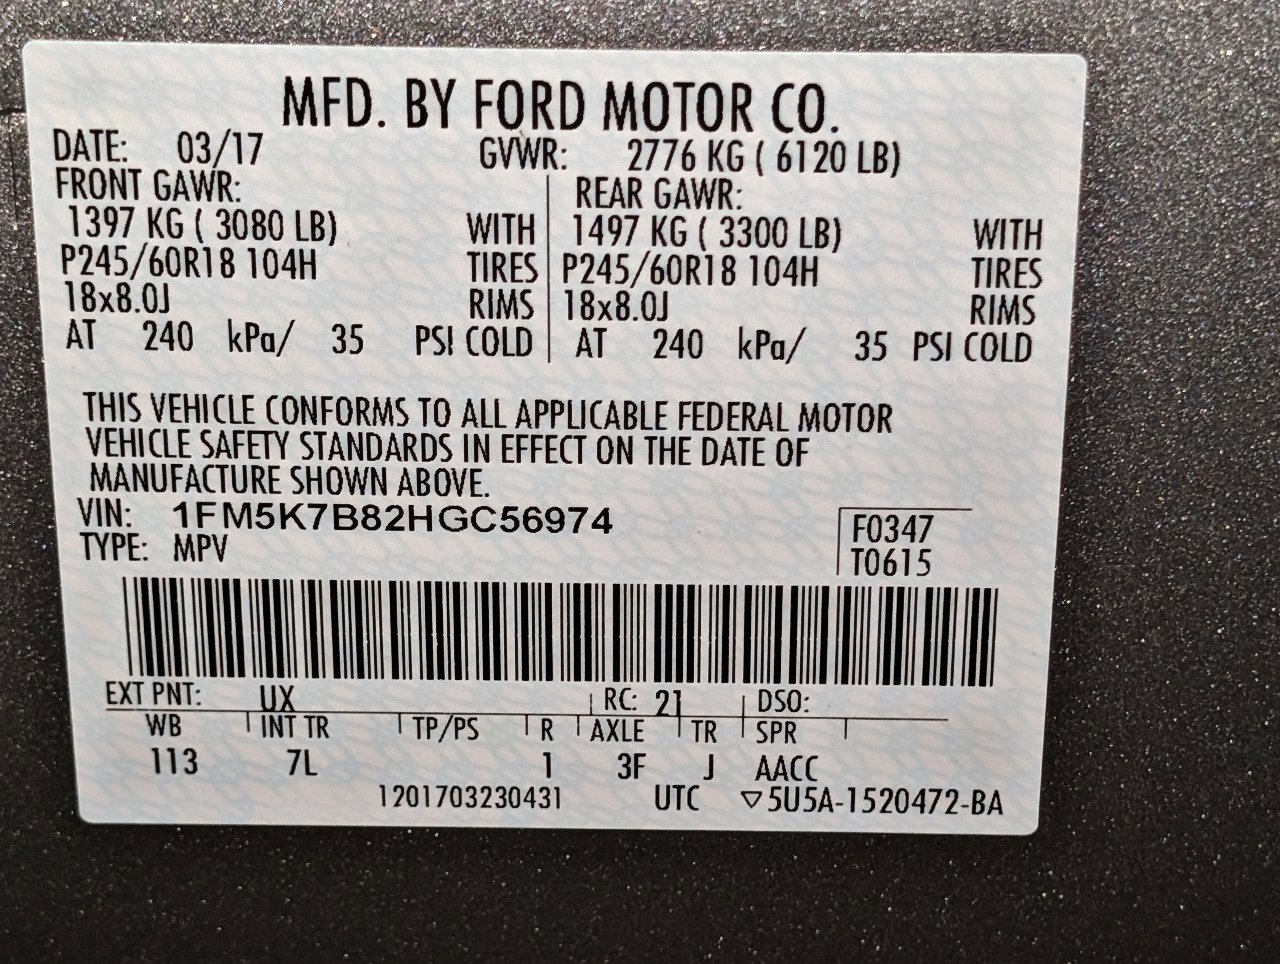 MFD. BY FORD MOTOR CO.
DATE: 03/17 GVWR: 2776 KG ( 6120 LB)
FRONT GAWR: REAR GAWR:
1397 KG ( 3080 LB) WITH 1497 KG ( 3300 LB) WITH
P245/60R18 104H TIRES P245/60R18 104H TIRES
18x8.0J RIMS 18x8.0J RIMS
AT 240 kPa/ 35 PSI COLD AT 240 kPa/ 35 PSI COLD
THIS VEHICLE CONFORMS TO ALL APPLICABLE FEDERAL MOTOR
VEHICLE SAFETY STANDARDS IN EFFECT ON THE DATE OF
MANUFACTURE SHOWN ABOVE.
VIN: 1FM5K7B82HGC56974 F0347
TYPE: MPV T0615
EXT PNT: UX RC: 21 DSO:
WB INT TR TP/PS R AXLE TR SPR
113 7L 1 3F J AACC
1201703230431 UTC ▽5U5A-1520472-BA